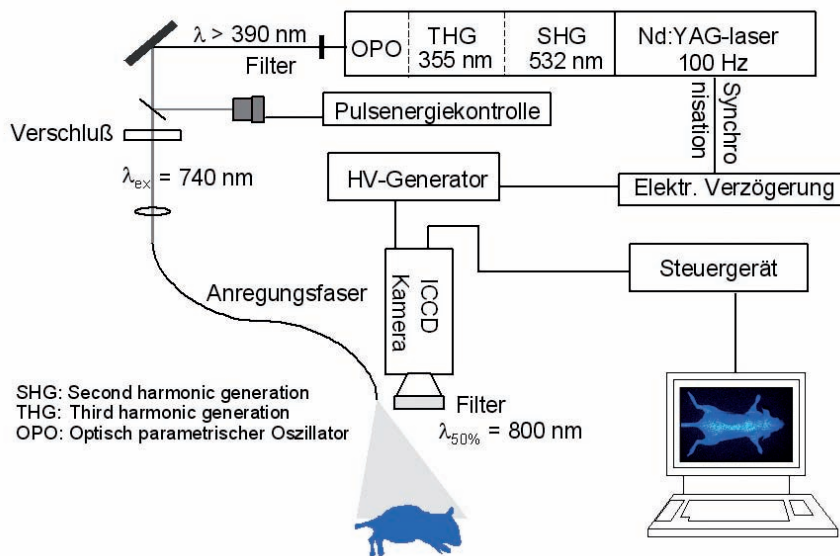 λ > 390 nm
Filter
OPO
THG
355 nm
SHG
532 nm
Nd:YAG-laser
100 Hz
Synchro
nisation
Pulsenergiekontrolle
Verschluß
λex = 740 nm
HV-Generator
Elektr. Verzögerung
Steuergerät
ICCD
Kamera
Anregungsfaser
Filter
λ50% = 800 nm
SHG: Second harmonic generation
THG: Third harmonic generation
OPO: Optisch parametrischer Oszillator